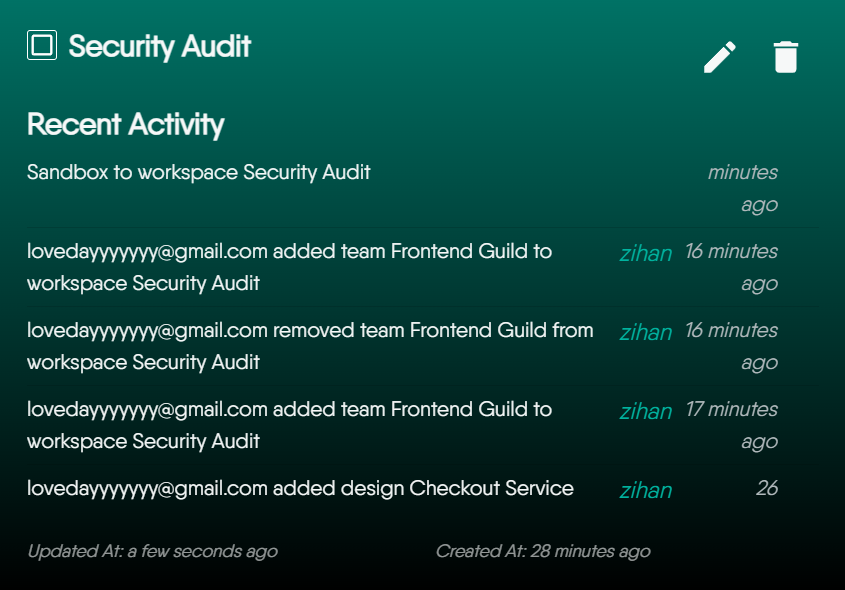 Security Audit
Recent Activity
Sandbox to workspace Security Audit minutes
ago
lovedayyyyyyy@gmail.com added team Frontend Guild to zihan 16 minutes
workspace Security Audit ago
lovedayyyyyyy@gmail.com removed team Frontend Guild from zihan 16 minutes
workspace Security Audit ago
lovedayyyyyyy@gmail.com added team Frontend Guild to zihan 17 minutes
workspace Security Audit ago
lovedayyyyyyy@gmail.com added design Checkout Service zihan 26
Updated At: a few seconds ago Created At: 28 minutes ago